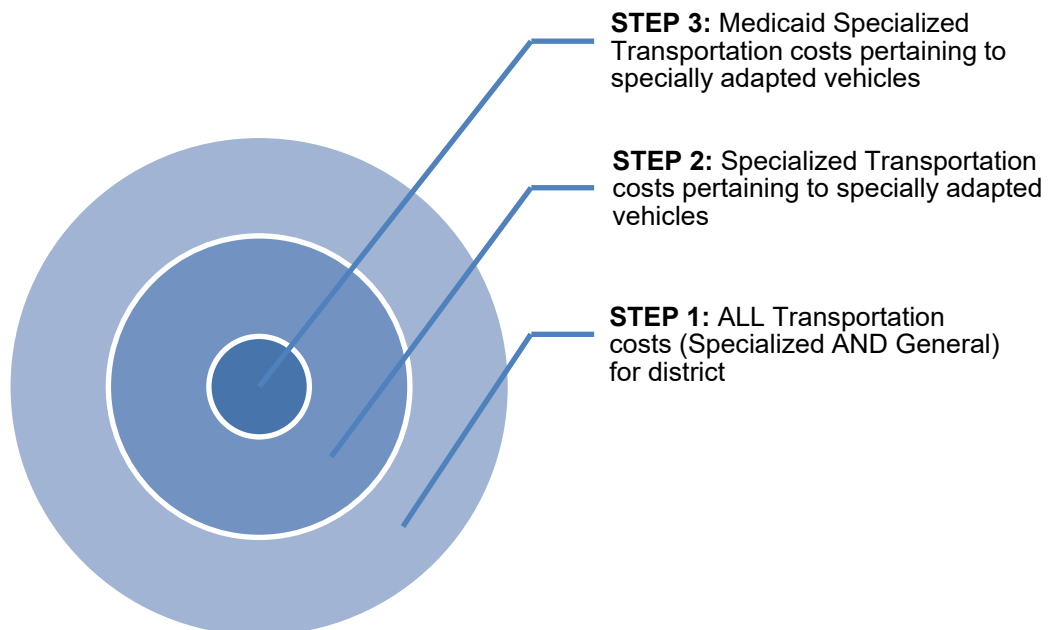 STEP 3: Medicaid Specialized
Transportation costs pertaining to
specially adapted vehicles
STEP 2: Specialized Transportation
costs pertaining to specially adapted
vehicles
STEP 1: ALL Transportation
costs (Specialized AND General)
for district